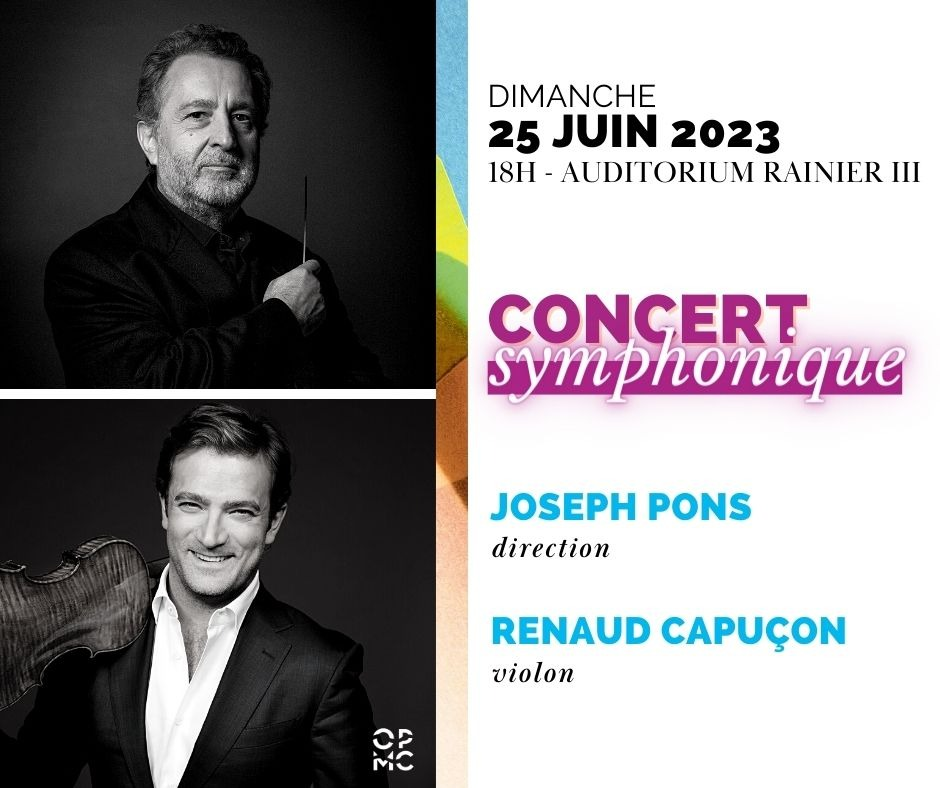 DIMANCHE
25 JUIN 2023
18H - AUDITORIUM RAINIER III
CONCERT
symphonique
JOSEPH PONS
direction
RENAUD CAPUÇON
violon
OP
MC